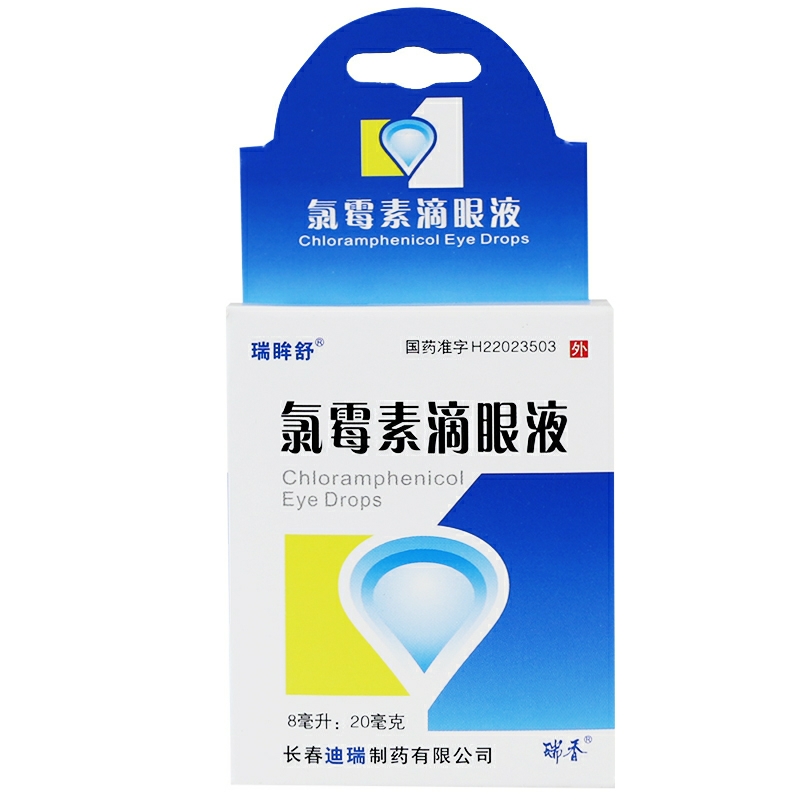 氯霉素滴眼液
Chloramphenicol Eye Drops
瑞眸舒®
国药准字H22023503 外
氯霉素滴眼液
Chloramphenicol
Eye Drops
8毫升：20毫克
长春迪瑞制药有限公司
瑞春®